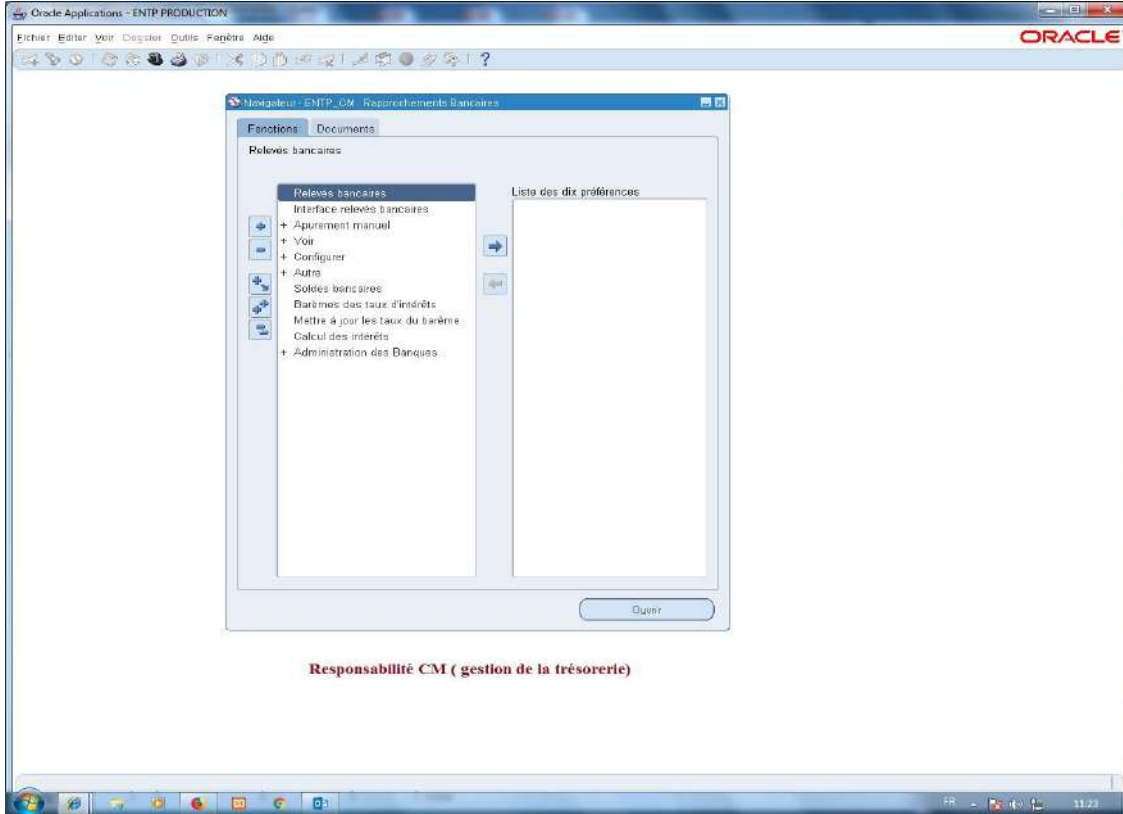 Oracle Applications - ENTP PRODUCTION
Fichier Editer Voir Dossier Outils Fenêtre Aide
ORACLE
?
Navigateur - ENTP_CM Rapprochements Bancaires
Fonctions Documents
Relevés bancaires
Relevés bancaires
Interface relevés bancaires
+ Apurement manuel
+ Voir
+ Configurer
+ Autre
Soldes bancaires
Barèmes des taux d'intérêts
Mettre à jour les taux du barème
Calcul des intérêts
+ Administration des Banques
Liste des dix préférences
Ouvrir
Responsabilité CM ( gestion de la trésorerie)
FR
11:23